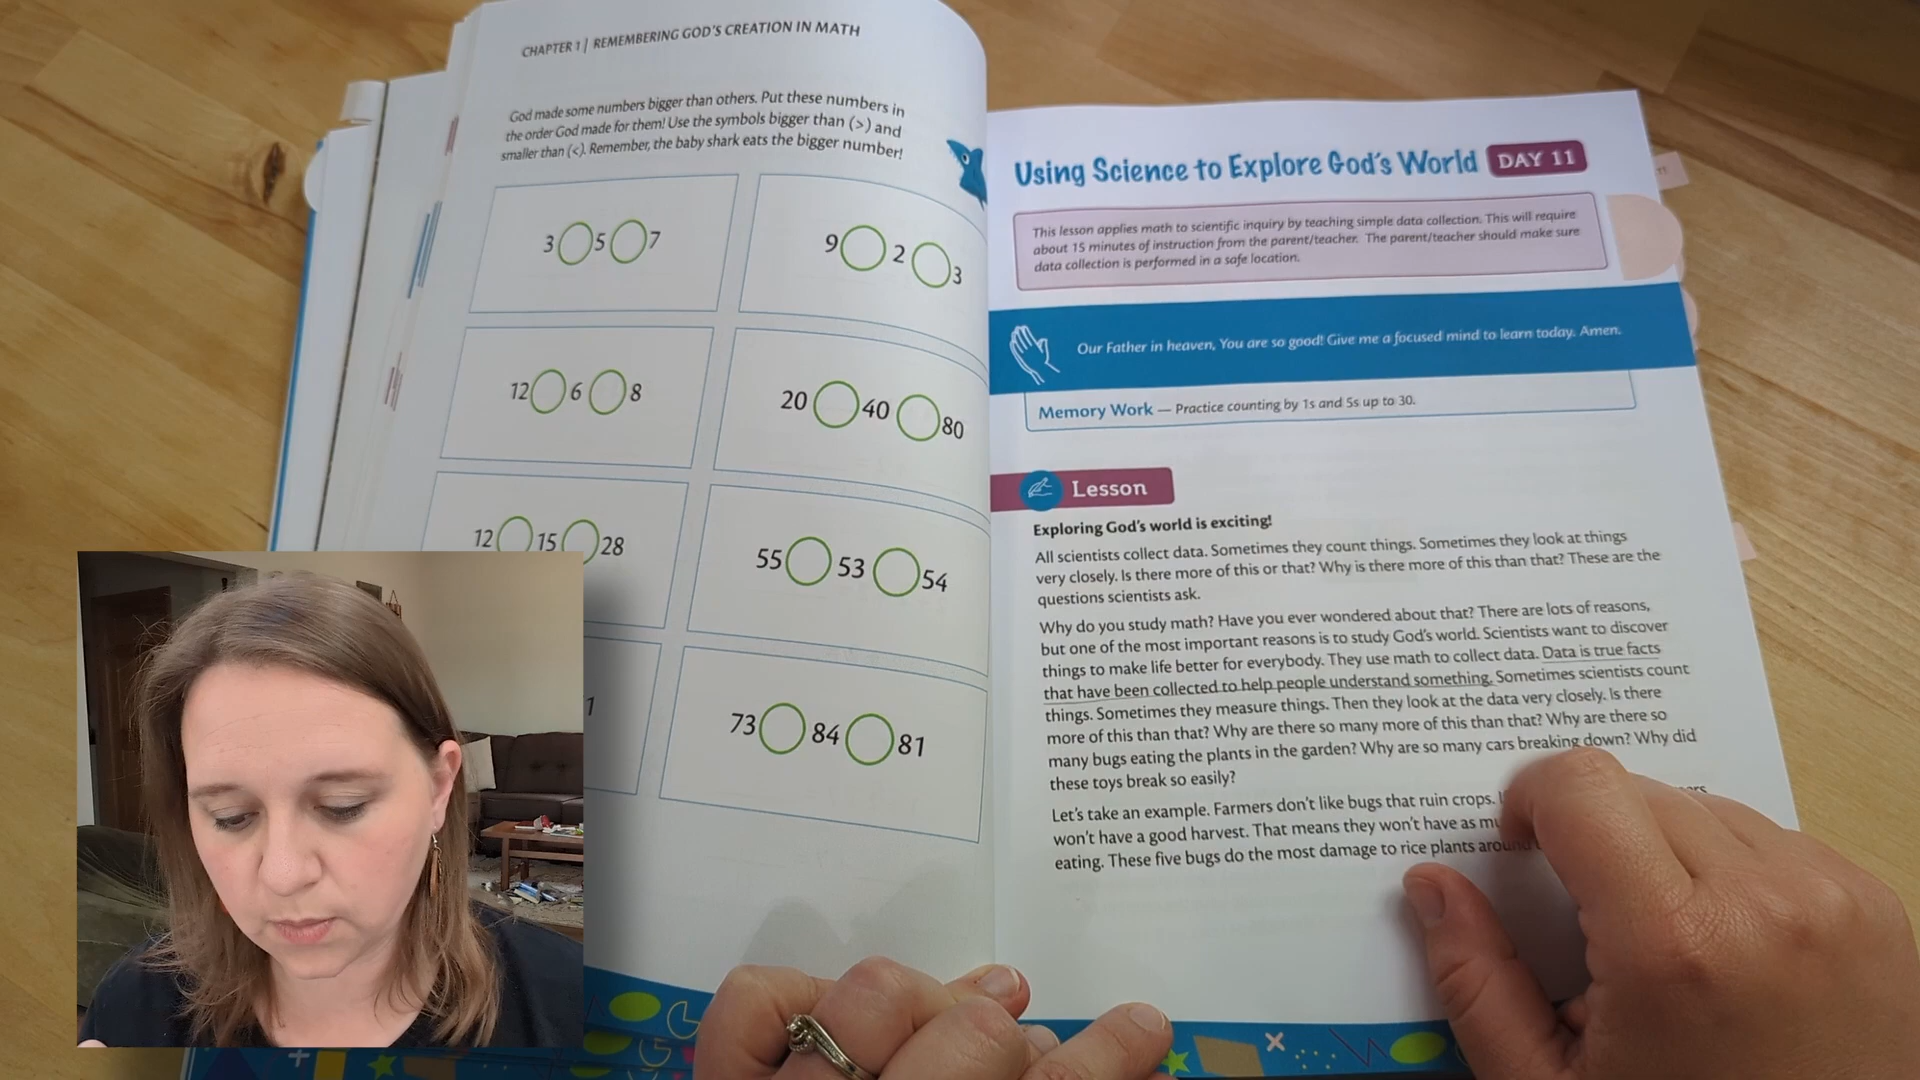 CHAPTER 1 | REMEMBERING GOD'S CREATION IN MATH
God made some numbers bigger than others. Put these numbers in
the order God made for them! Use the symbols bigger than (>) and
smaller than (<). Remember, the baby shark eats the bigger number!
3 5 7
9 2 3
12 6 8
20 40 80
12 15 28
55 53 54
1
73 84 81
Using Science to Explore God's World DAY 11
This lesson applies math to scientific inquiry by teaching simple data collection. This will require
about 15 minutes of instruction from the parent/teacher. The parent/teacher should make sure
data collection is performed in a safe location.
Our Father in heaven, You are so good! Give me a focused mind to learn today. Amen.
Memory Work — Practice counting by 1s and 5s up to 30.
Lesson
Exploring God's world is exciting!
All scientists collect data. Sometimes they count things. Sometimes they look at things
very closely. Is there more of this or that? Why is there more of this than that? These are the
questions scientists ask.
Why do you study math? Have you ever wondered about that? There are lots of reasons,
but one of the most important reasons is to study God's world. Scientists want to discover
things to make life better for everybody. They use math to collect data. Data is true facts
that have been collected to help people understand something. Sometimes scientists count
things. Sometimes they measure things. Then they look at the data very closely. Is there
more of this than that? Why are there so many more of this than that? Why are there so
many bugs eating the plants in the garden? Why are so many cars breaking down? Why did
these toys break so easily?
Let's take an example. Farmers don't like bugs that ruin crops.
won't have a good harvest. That means they won't have as
eating. These five bugs do the most damage to rice plants